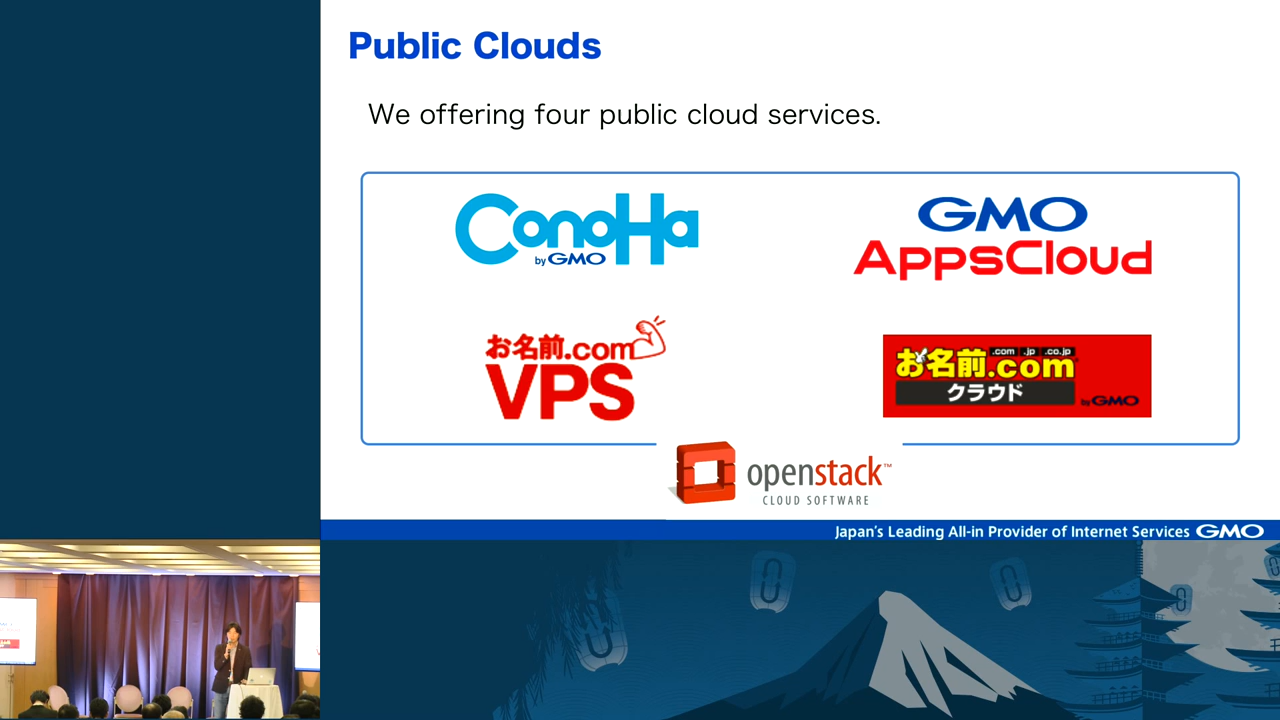 Public Clouds
We offering four public cloud services.
ConoHa
by GMO
GMO
AppsCloud
お名前.com
VPS
.com .jp .co.jp
お名前.com
クラウド
by GMO
openstack™
CLOUD SOFTWARE
Japan's Leading All-in Provider of Internet Services GMO